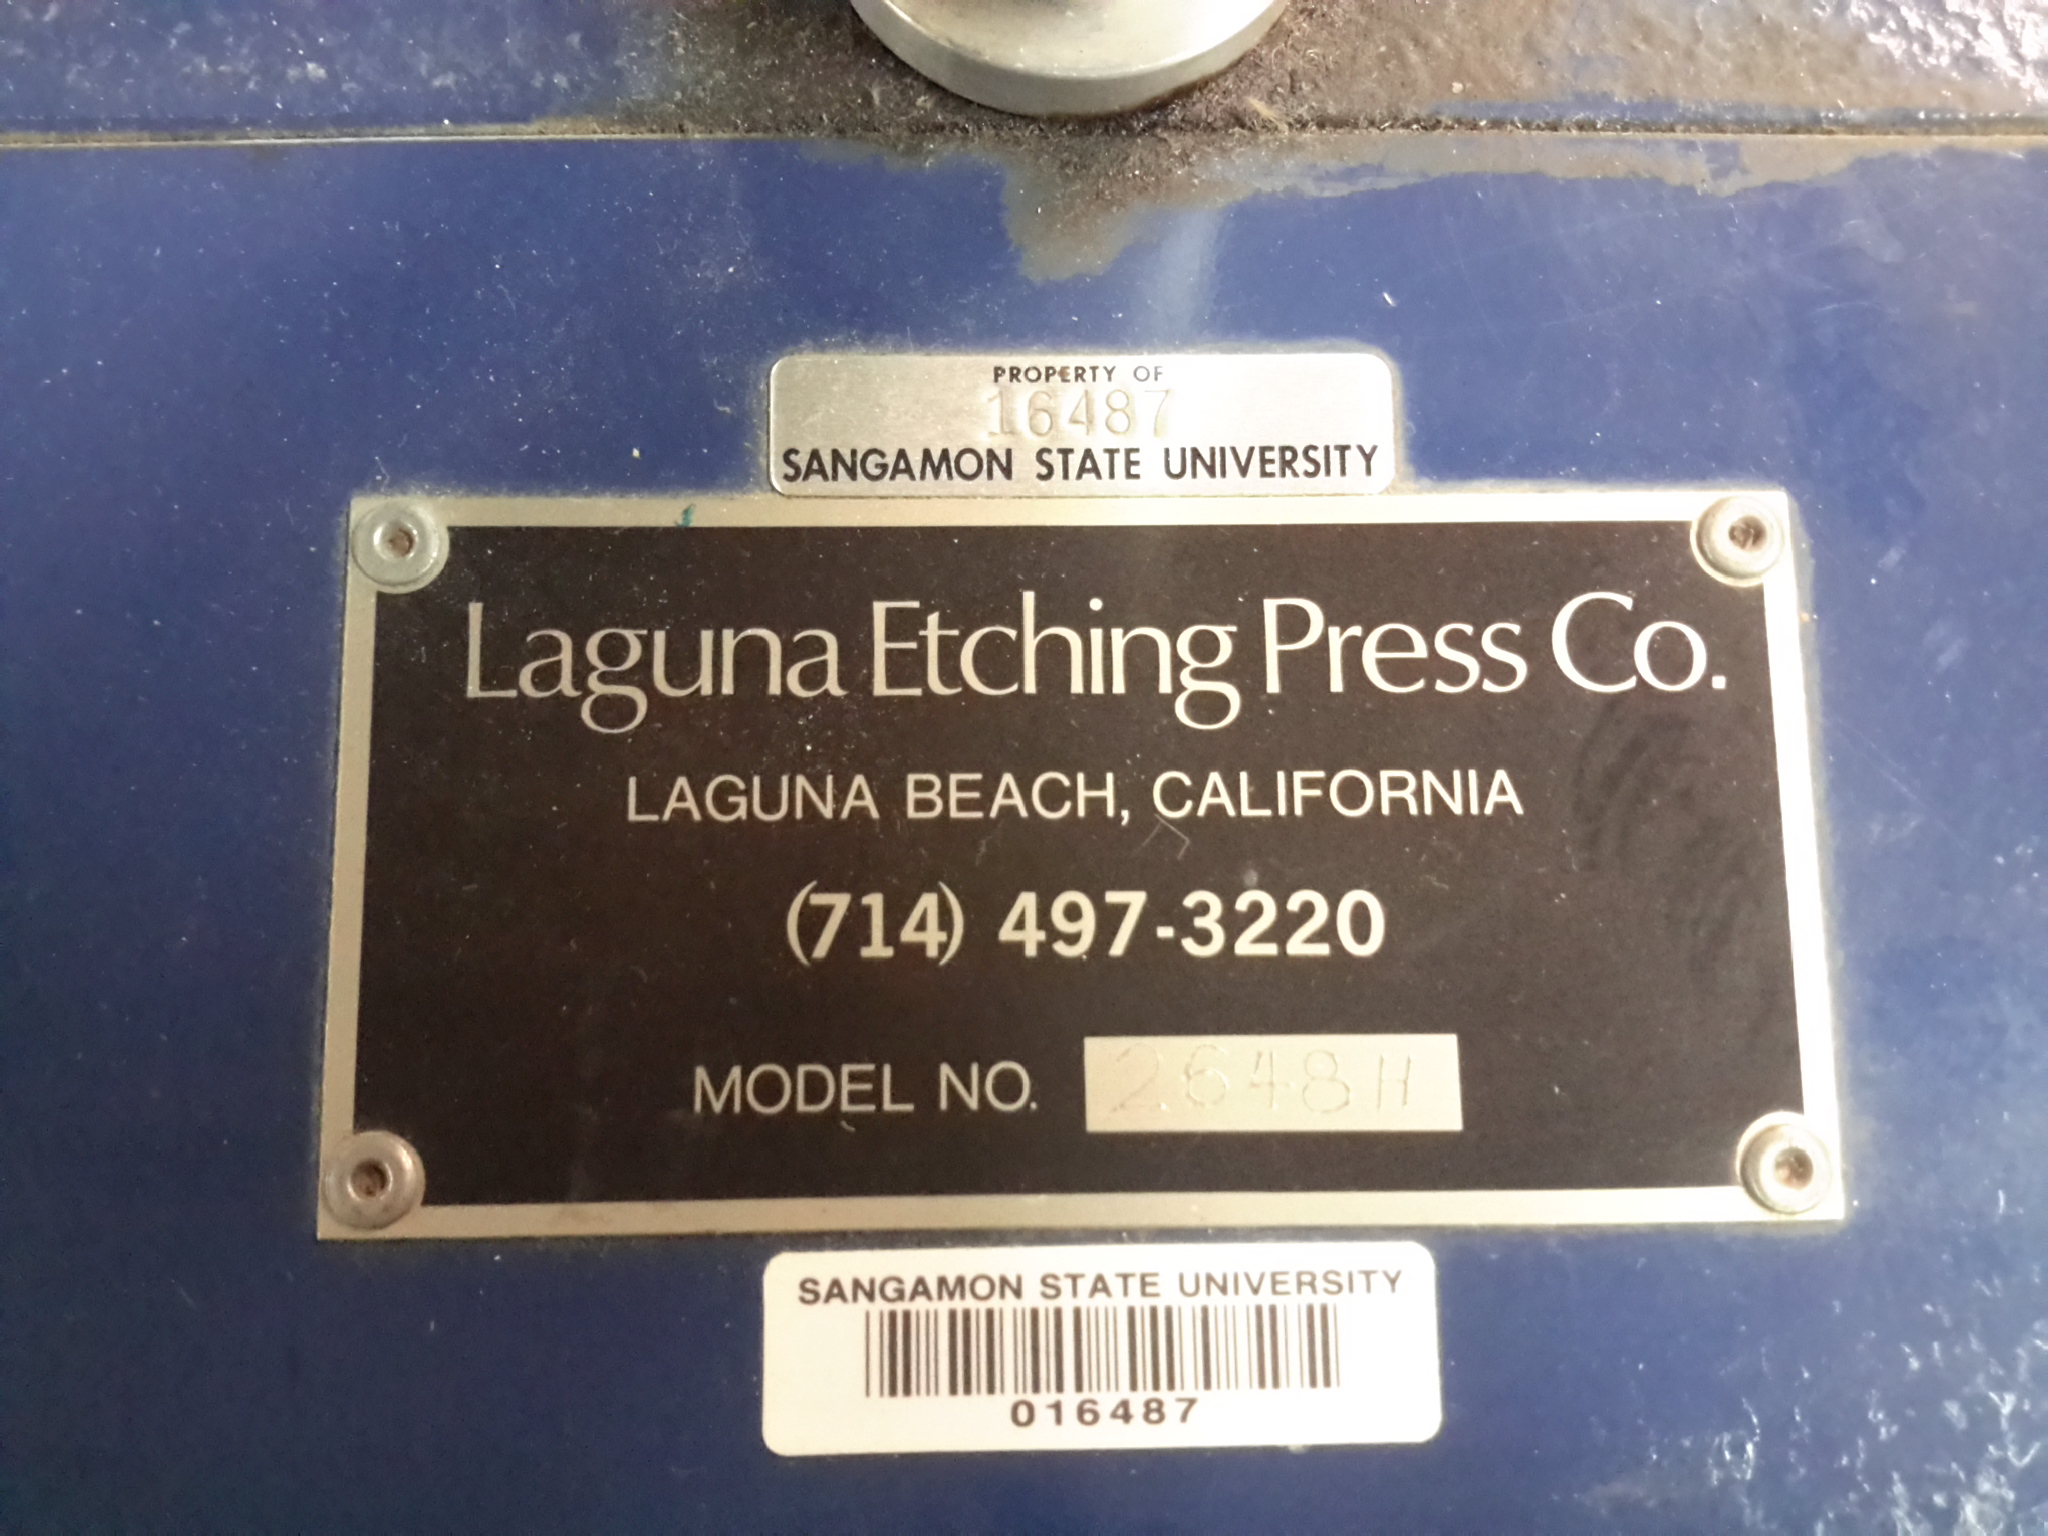 PROPERTY OF
16487
SANGAMON STATE UNIVERSITY
Laguna Etching Press Co.
LAGUNA BEACH, CALIFORNIA
(714) 497-3220
MODEL NO. 2648H
SANGAMON STATE UNIVERSITY
016487